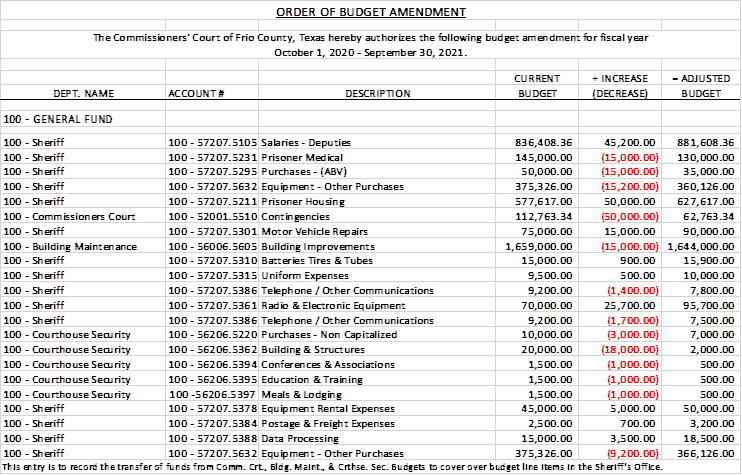 ORDER OF BUDGET AMENDMENT
The Commissioners' Court of Frio County, Texas hereby authorizes the following budget amendment for fiscal year
October 1, 2020 - September 30, 2021.
CURRENT + INCREASE = ADJUSTED
DEPT. NAME ACCOUNT # DESCRIPTION BUDGET (DECREASE) BUDGET
100 - GENERAL FUND
100 - Sheriff 100 - 57207.5105 Salaries - Deputies 836,408.36 45,200.00 881,608.36
100 - Sheriff 100 - 57207.5231 Prisoner Medical 145,000.00 (15,000.00) 130,000.00
100 - Sheriff 100 - 57207.5295 Purchases - (ABV) 50,000.00 (15,000.00) 35,000.00
100 - Sheriff 100 - 57207.5632 Equipment - Other Purchases 375,326.00 (15,200.00) 360,126.00
100 - Sheriff 100 - 57207.5211 Prisoner Housing 577,617.00 50,000.00 627,617.00
100 - Commissioners Court 100 - 52001.5510 Contingencies 112,763.34 (50,000.00) 62,763.34
100 - Sheriff 100 - 57207.5301 Motor Vehicle Repairs 75,000.00 15,000.00 90,000.00
100 - Building Maintenance 100 - 56006.5605 Building Improvements 1,659,000.00 (15,000.00) 1,644,000.00
100 - Sheriff 100 - 57207.5310 Batteries Tires & Tubes 15,000.00 900.00 15,900.00
100 - Sheriff 100 - 57207.5315 Uniform Expenses 9,500.00 500.00 10,000.00
100 - Sheriff 100 - 57207.5386 Telephone / Other Communications 9,200.00 (1,400.00) 7,800.00
100 - Sheriff 100 - 57207.5361 Radio & Electronic Equipment 70,000.00 25,700.00 95,700.00
100 - Sheriff 100 - 57207.5386 Telephone / Other Communications 9,200.00 (1,700.00) 7,500.00
100 - Courthouse Security 100 - 56206.5220 Purchases - Non Capitalized 10,000.00 (3,000.00) 7,000.00
100 - Courthouse Security 100 - 56206.5362 Building & Structures 20,000.00 (18,000.00) 2,000.00
100 - Courthouse Security 100 - 56206.5394 Conferences & Associations 1,500.00 (1,000.00) 500.00
100 - Courthouse Security 100 - 56206.5395 Education & Training 1,500.00 (1,000.00) 500.00
100 - Courthouse Security 100 -56206.5397 Meals & Lodging 1,500.00 (1,000.00) 500.00
100 - Sheriff 100 - 57207.5378 Equipment Rental Expenses 45,000.00 5,000.00 50,000.00
100 - Sheriff 100 - 57207.5384 Postage & Freight Expenses 2,500.00 700.00 3,200.00
100 - Sheriff 100 - 57207.5388 Data Processing 15,000.00 3,500.00 18,500.00
100 - Sheriff 100 - 57207.5632 Equipment - Other Purchases 375,326.00 (9,200.00) 366,126.00
This entry is to record the transfer of funds from Comm. Crt., Bldg. Maint., & Crthse. Sec. Budgets to cover over budget line items in the Sheriff's Office.